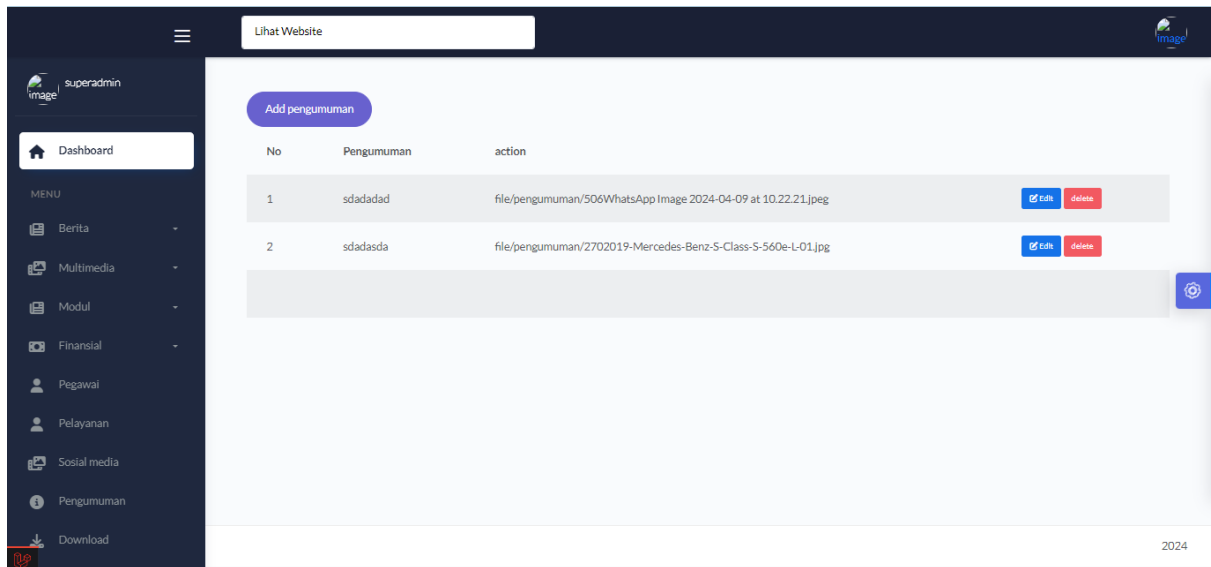 Lihat Website
image
image
superadmin
Add pengumuman
Dashboard
No Pengumuman action
MENU
1 sdadadad file/pengumuman/506WhatsApp Image 2024-04-09 at 10.22.21.jpeg Edit delete
Berita
2 sdadasda file/pengumuman/2702019-Mercedes-Benz-S-Class-S-560e-L-01.jpg Edit delete
Multimedia
Modul
Finansial
Pegawai
Pelayanan
Sosial media
Pengumuman
Download
2024